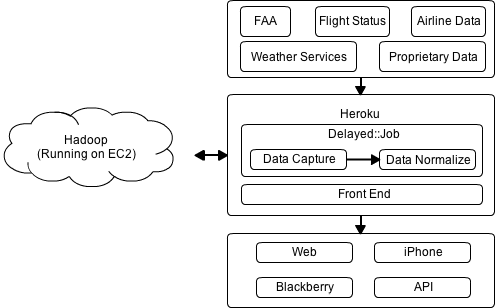 FAA
Flight Status
Airline Data
Weather Services
Proprietary Data
Heroku
Delayed::Job
Data Capture
Data Normalize
Front End
Hadoop
(Running on EC2)
Web
iPhone
Blackberry
API